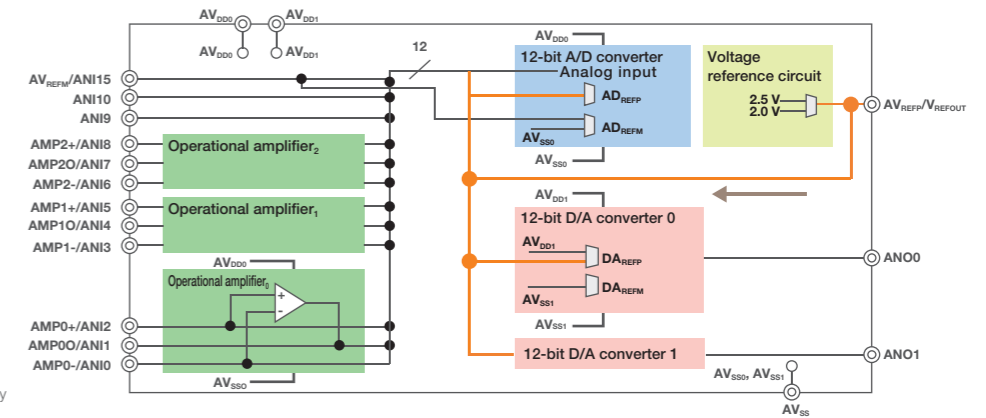 AVDD0
AVDD1
AVDD0
AVDD1
12
AVREFM/ANI15
ANI10
ANI9
AMP2+/ANI8
AMP2O/ANI7
AMP2-/ANI6
AMP1+/ANI5
AMP1O/ANI4
AMP1-/ANI3
AMP0+/ANI2
AMP0O/ANI1
AMP0-/ANI0
Operational amplifier2
Operational amplifier1
AVDD0
Operational amplifier0
+
-
AVSSO
AVDD0
12-bit A/D converter
Analog input
ADREFP
ADREFM
AVSS0
AVSS0
Voltage
reference circuit
2.5 V
2.0 V
AVREFP/VREFOUT
AVDD1
12-bit D/A converter 0
AVDD1
DAREFP
DAREFM
AVSS1
AVSS1
ANO0
12-bit D/A converter 1
ANO1
AVSS0, AVSS1
AVSS
y